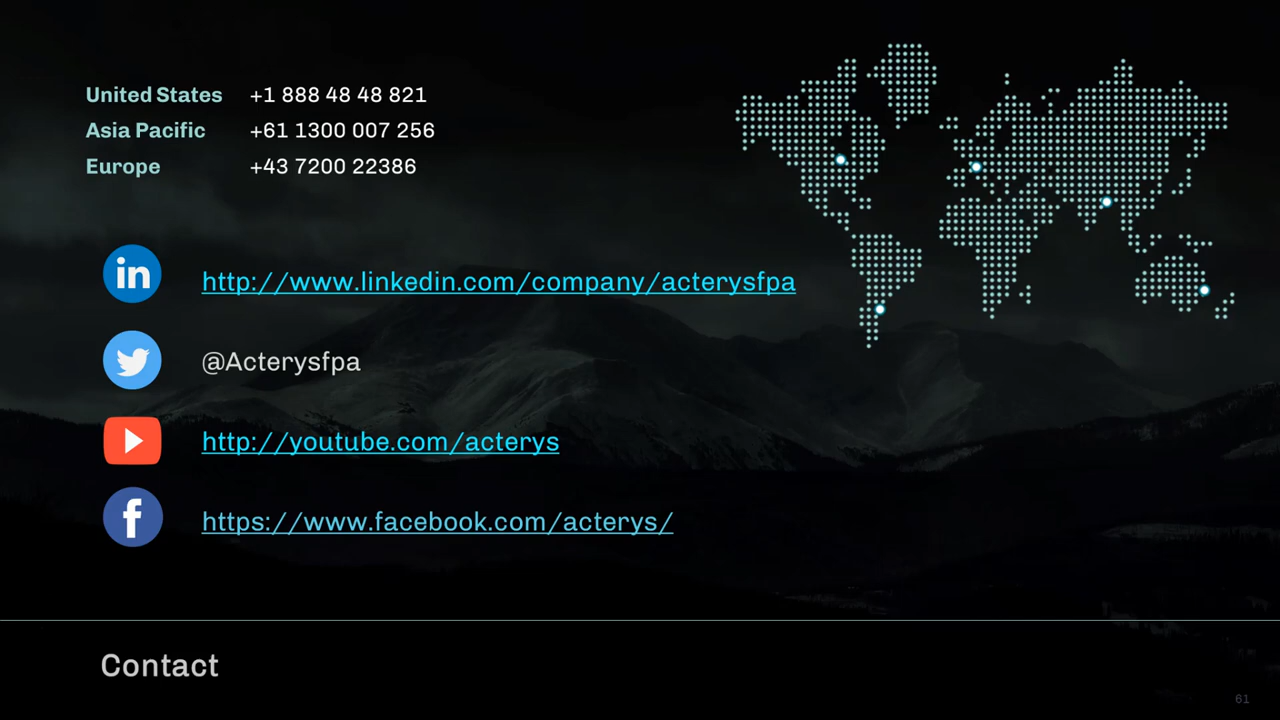 United States +1 888 48 48 821
Asia Pacific +61 1300 007 256
Europe +43 7200 22386
in http://www.linkedin.com/company/acterysfpa
@Acterysfpa
http://youtube.com/acterys
f https://www.facebook.com/acterys/
Contact
61